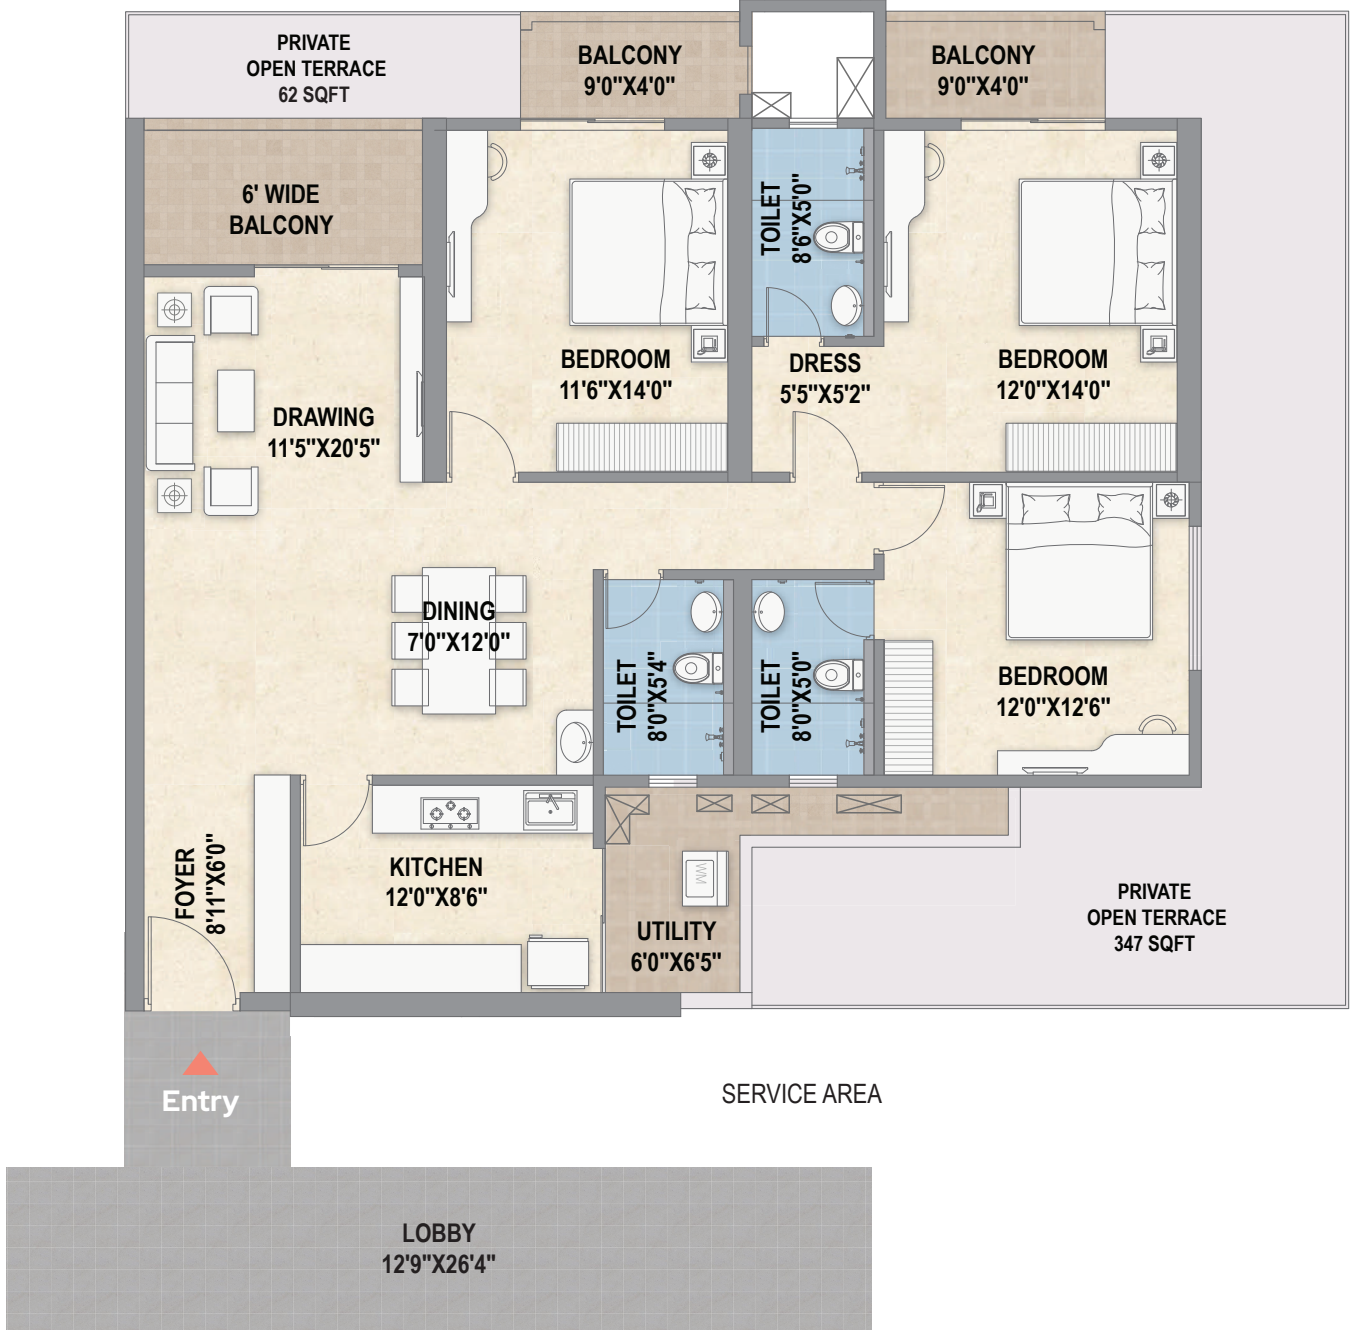 PRIVATE
OPEN TERRACE
62 SQFT
BALCONY
9'0"X4'0"
BALCONY
9'0"X4'0"
6' WIDE
BALCONY
TOILET
8'6"X5'0"
BEDROOM
11'6"X14'0"
DRESS
5'5"X5'2"
BEDROOM
12'0"X14'0"
DRAWING
11'5"X20'5"
DINING
7'0"X12'0"
TOILET
8'0"X5'4"
TOILET
8'0"X5'0"
BEDROOM
12'0"X12'6"
FOYER
8'11"X6'0"
KITCHEN
12'0"X8'6"
WM
UTILITY
6'0"X6'5"
PRIVATE
OPEN TERRACE
347 SQFT
Entry
SERVICE AREA
LOBBY
12'9"X26'4"